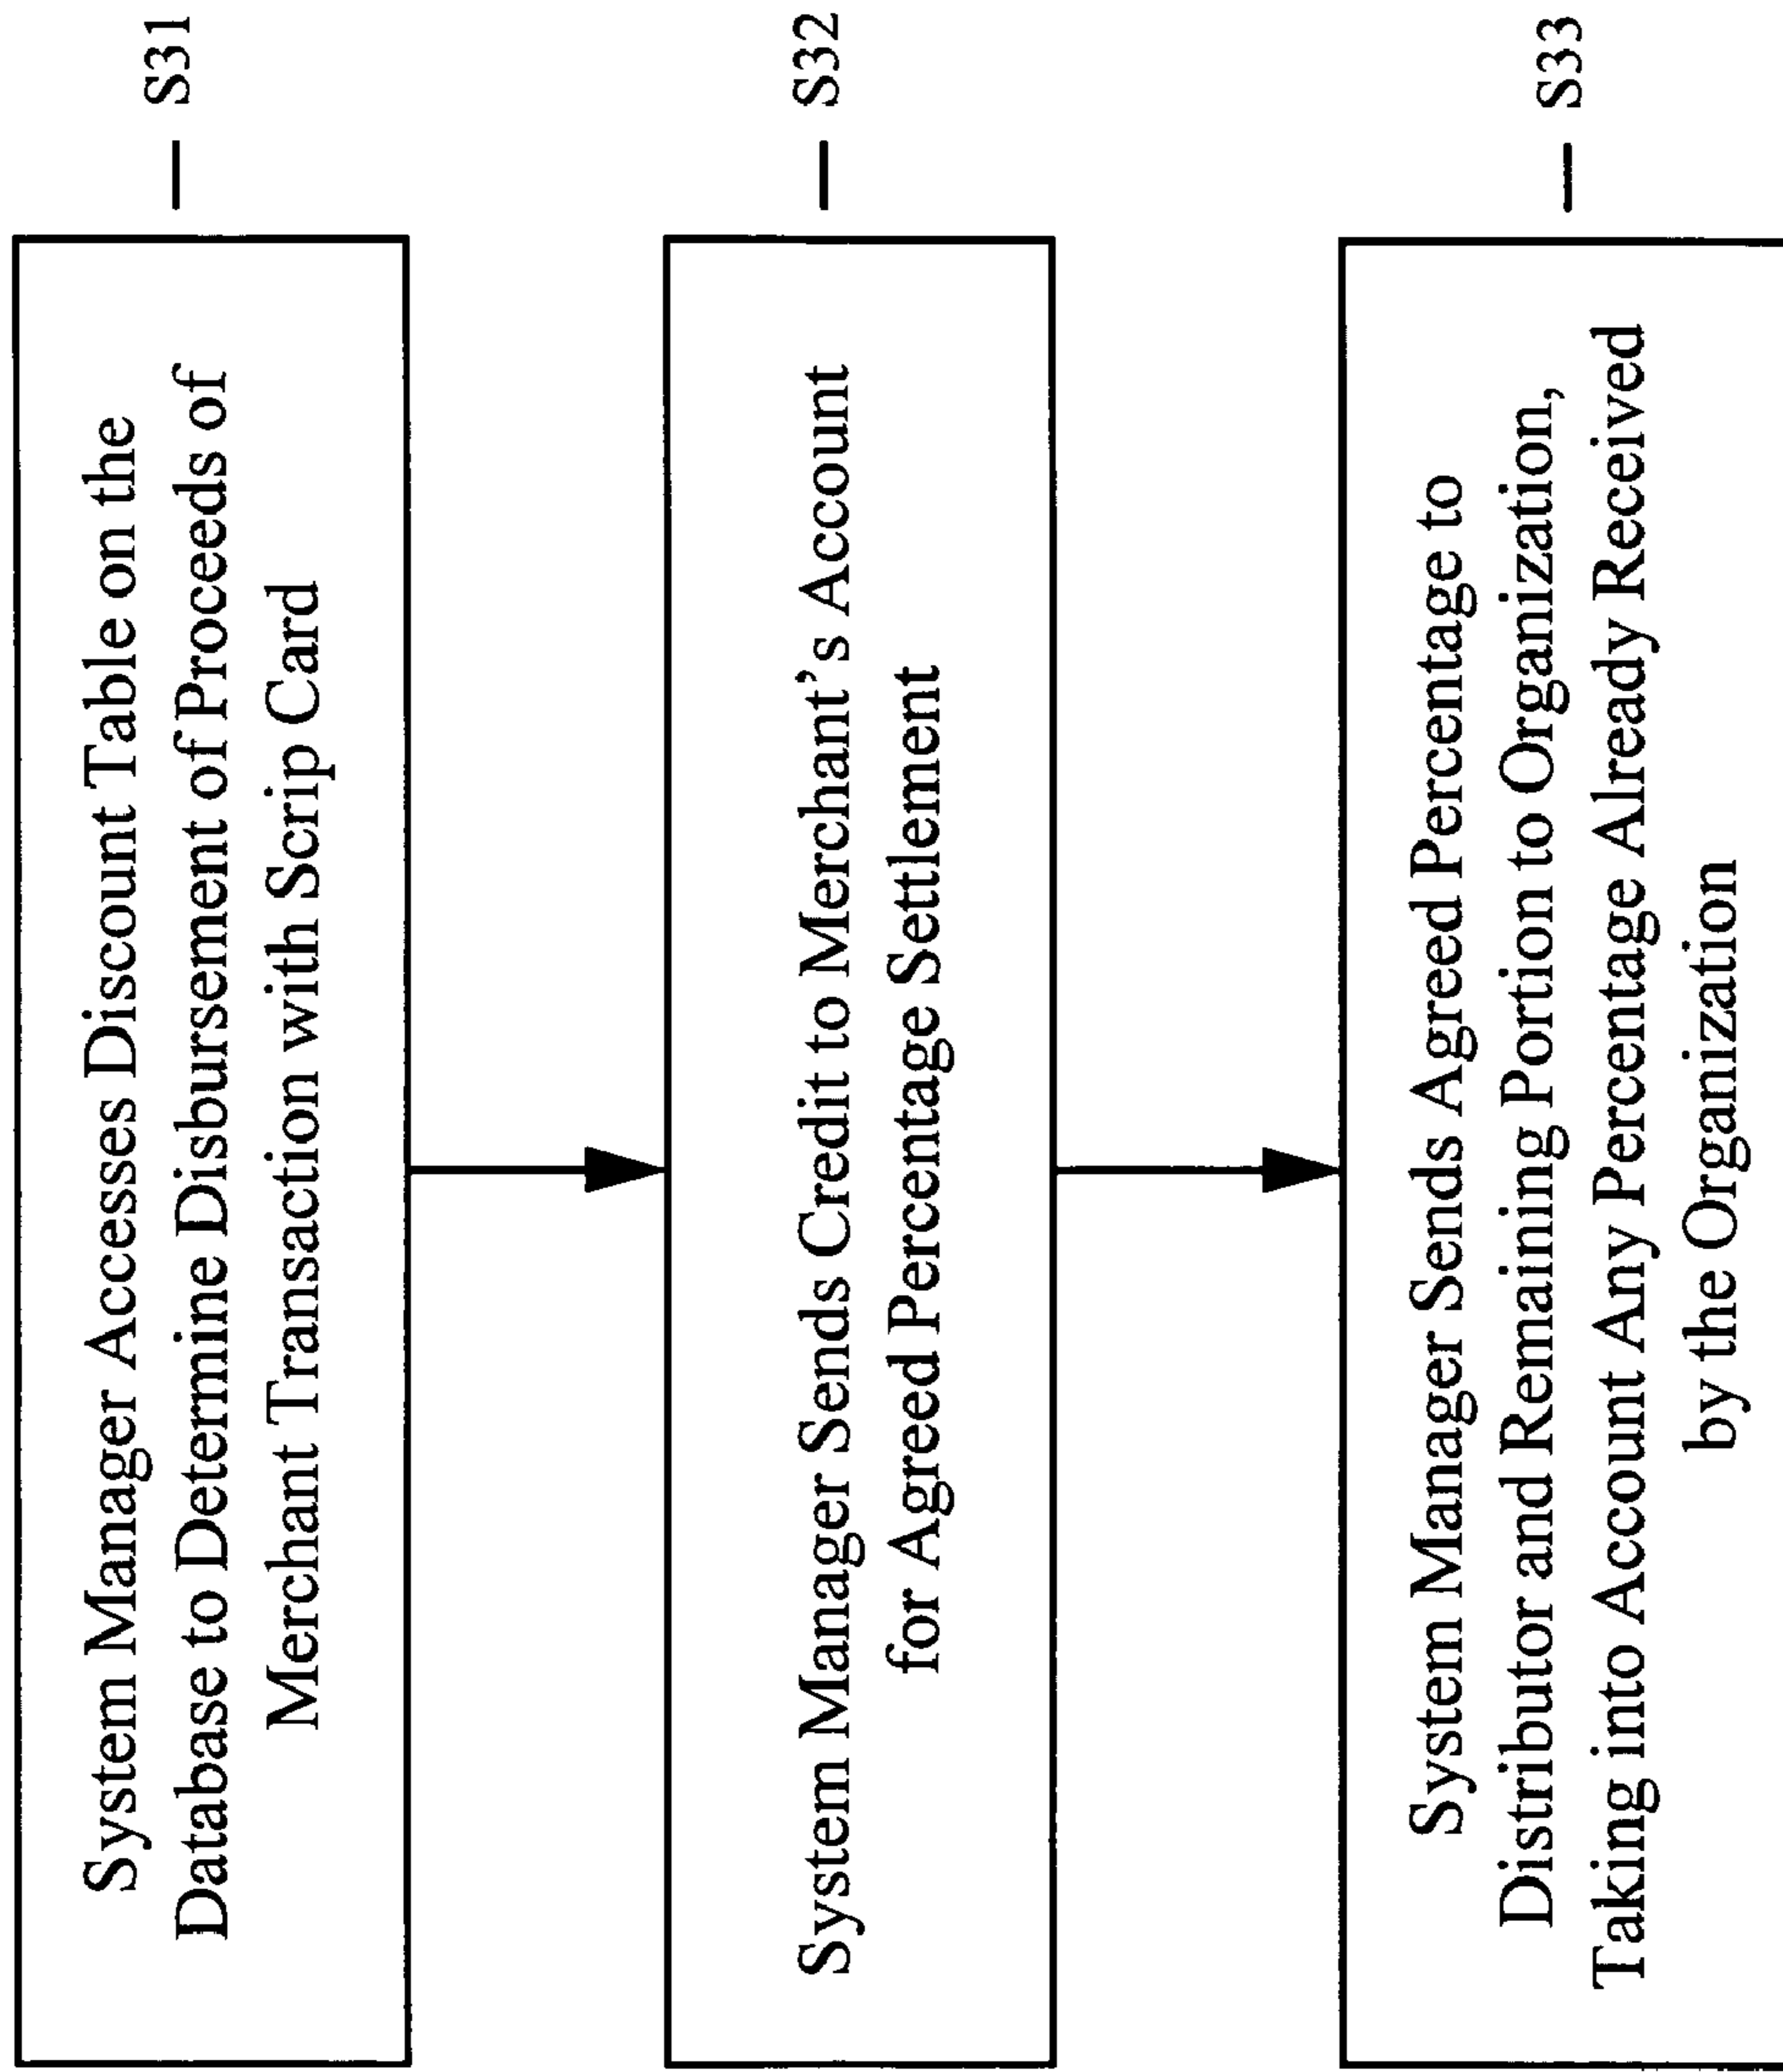 System Manager Accesses Discount Table on the
Database to Determine Disbursement of Proceeds of
Merchant Transaction with Scrip Card
S31
System Manager Sends Credit to Merchant's Account
for Agreed Percentage Settlement
S32
System Manager Sends Agreed Percentage to
Distributor and Remaining Portion to Organization,
Taking into Account Any Percentage Already Received
by the Organization
S33